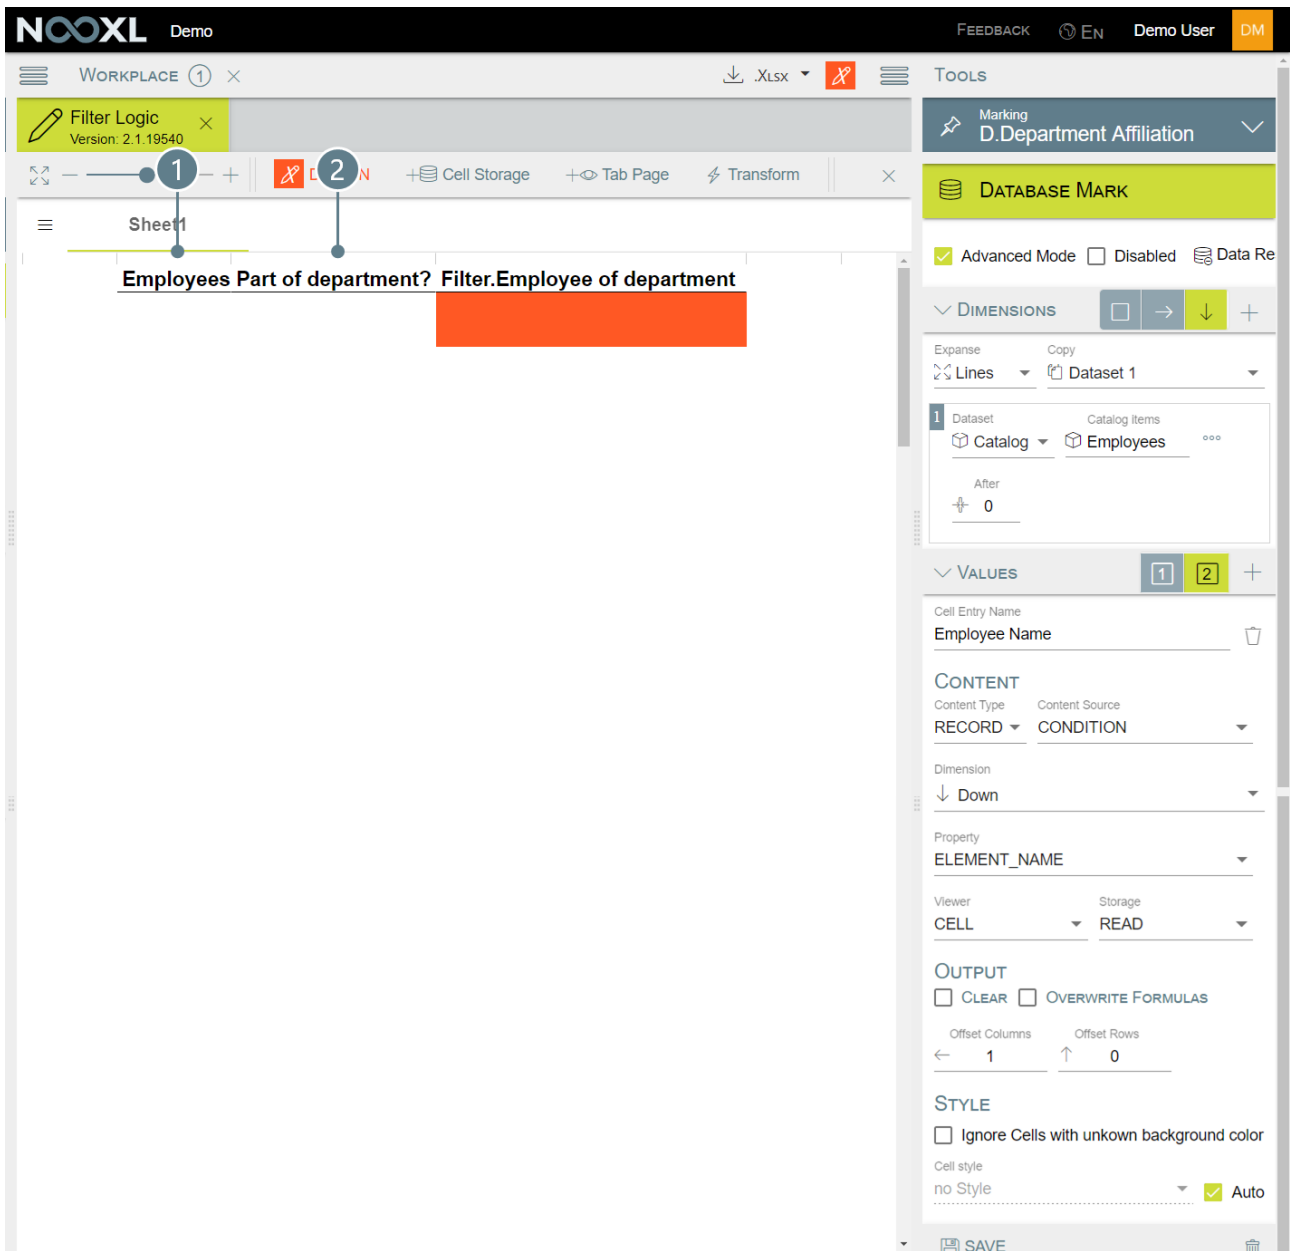 NOOXL Demo FEEDBACK EN Demo User DM
WORKPLACE 1 .XLSX TOOLS
Filter Logic
Version: 2.1.19540
Marking
D.Department Affiliation
1 2 N +Cell Storage + Tab Page Transform
DATABASE MARK
Sheet1
Advanced Mode Disabled Data Re
Employees Part of department? Filter.Employee of department
DIMENSIONS
Expanse Copy
Lines Dataset 1
1 Dataset Catalog Items
Catalog Employees
After
0
VALUES 1 2
Cell Entry Name
Employee Name
CONTENT
Content Type Content Source
RECORD CONDITION
Dimension
Down
Property
ELEMENT_NAME
Viewer Storage
CELL READ
OUTPUT
CLEAR OVERWRITE FORMULAS
Offset Columns Offset Rows
1 0
STYLE
Ignore Cells with unkown background color
Cell style
no Style Auto
SAVE